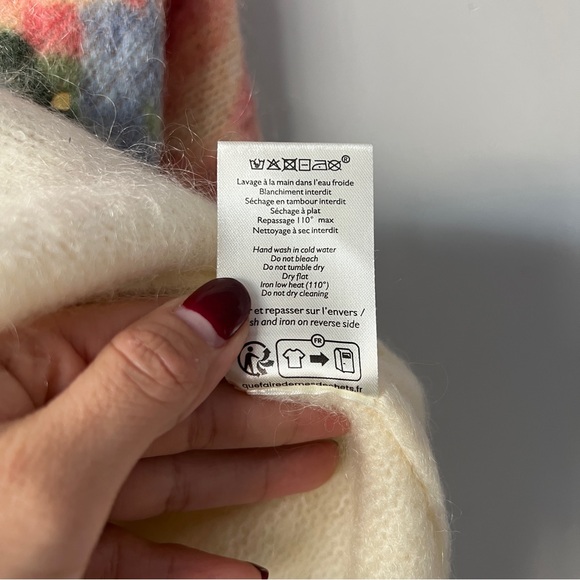 ®
Lavage à la main dans l'eau froide
Blanchiment interdit
Séchage en tambour interdit
Séchage à plat
Repassage 110° max
Nettoyage à sec interdit
Hand wash in cold water
Do not bleach
Do not tumble dry
Dry flat
Iron low heat (110°)
Do not dry cleaning
et repasser sur l'envers /
and iron on reverse side
FR
quefairedemesdechets.fr